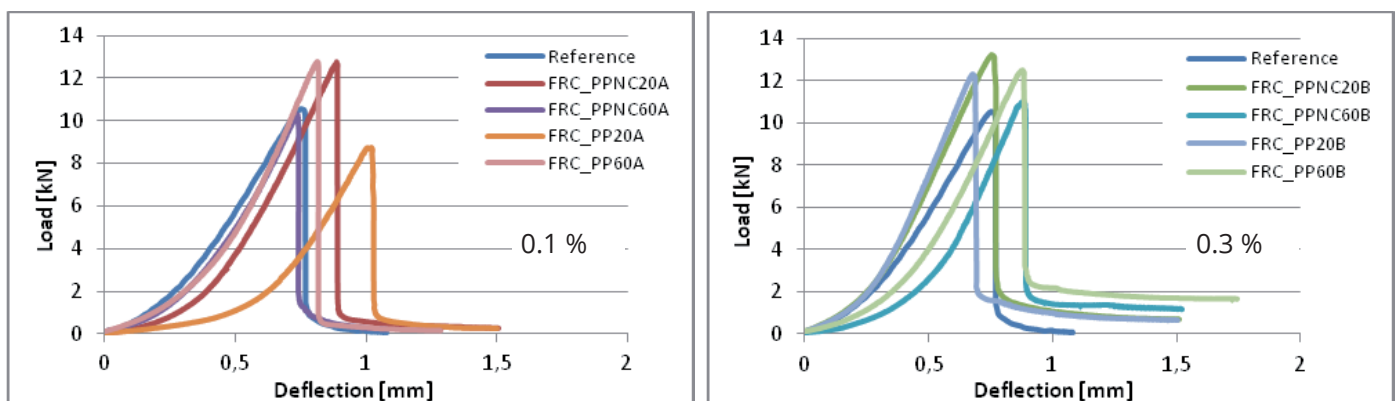 14
12
10
8
6
4
2
0
Load [kN]
0
0,5
1
1,5
2
Deflection [mm]
Reference
FRC_PPNC20A
FRC_PPNC60A
FRC_PP20A
FRC_PP60A
0.1 %
14
12
10
8
6
4
2
0
Load [kN]
0
0,5
1
1,5
2
Deflection [mm]
Reference
FRC_PPNC20B
FRC_PPNC60B
FRC_PP20B
FRC_PP60B
0.3 %